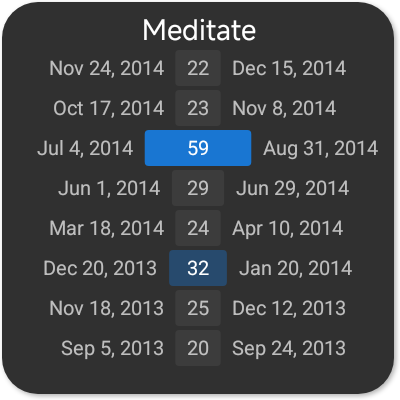 Meditate
Nov 24, 2014 22 Dec 15, 2014
Oct 17, 2014 23 Nov 8, 2014
Jul 4, 2014 59 Aug 31, 2014
Jun 1, 2014 29 Jun 29, 2014
Mar 18, 2014 24 Apr 10, 2014
Dec 20, 2013 32 Jan 20, 2014
Nov 18, 2013 25 Dec 12, 2013
Sep 5, 2013 20 Sep 24, 2013